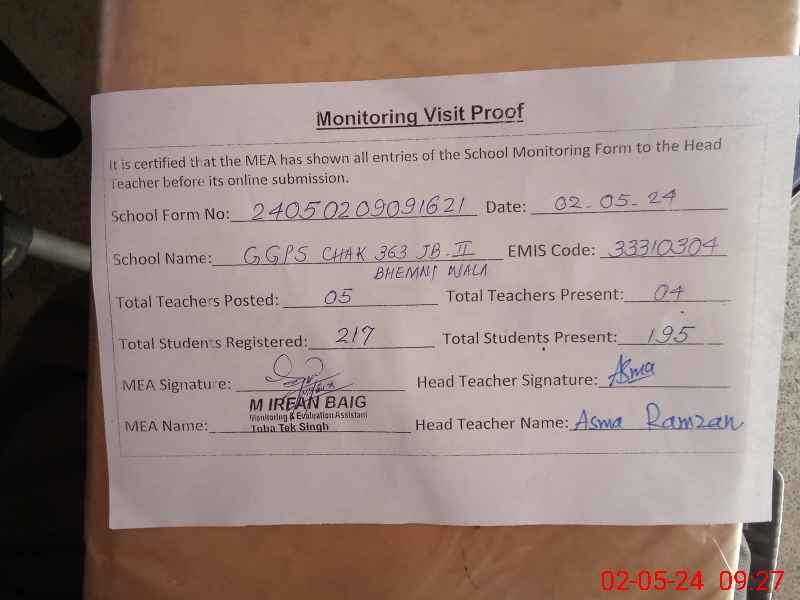 Monitoring Visit Proof
It is certified that the MEA has shown all entries of the School Monitoring Form to the Head
Teacher before its online submission.
School Form No: 24050209091621 Date: 02-05-24
School Name: GGPS CHAK 363 JB-II EMIS Code: 33310304
BHEMNI WALA
Total Teachers Posted: 05 Total Teachers Present: 04
Total Students Registered: 217 Total Students Present: 195
MEA Signature: Head Teacher Signature: Asma
M IRFAN BAIG
Monitoring & Evaluation Assistant
MEA Name: Toba Tek Singh Head Teacher Name: Asma Ramzan
02-05-24 09:27